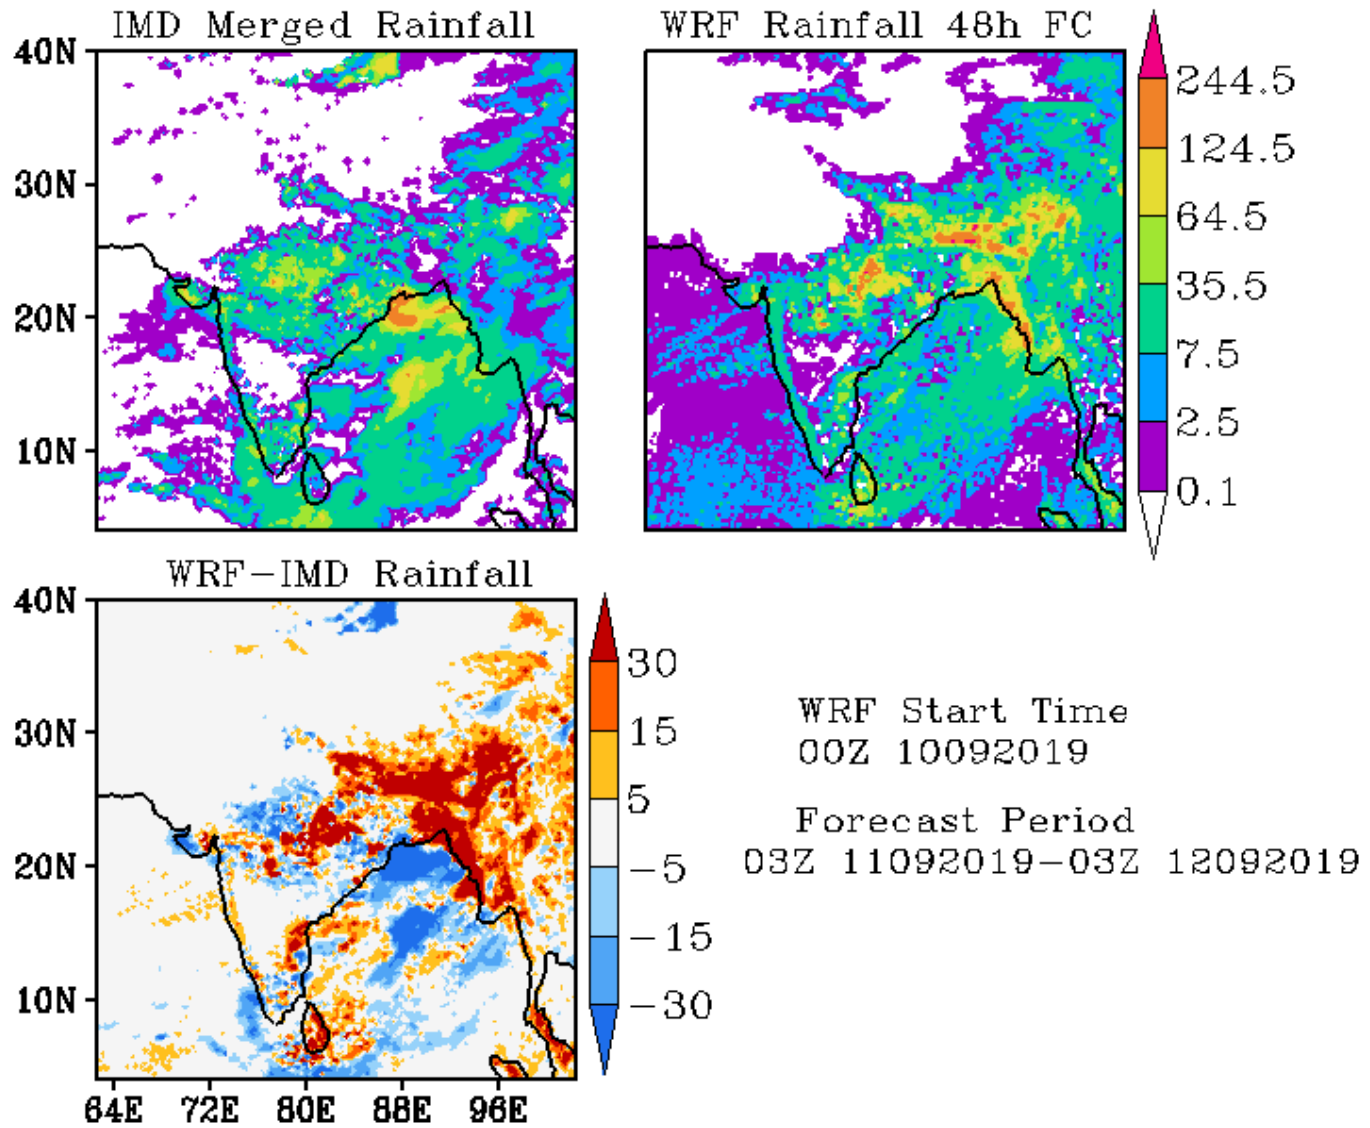 IMD Merged Rainfall
WRF Rainfall 48h FC
40N
30N
20N
10N
244.5
124.5
64.5
35.5
7.5
2.5
0.1
WRF-IMD Rainfall
40N
30N
20N
10N
64E 72E 80E 88E 96E
30
15
5
-5
-15
-30
WRF Start Time
00Z 10092019
Forecast Period
03Z 11092019-03Z 12092019